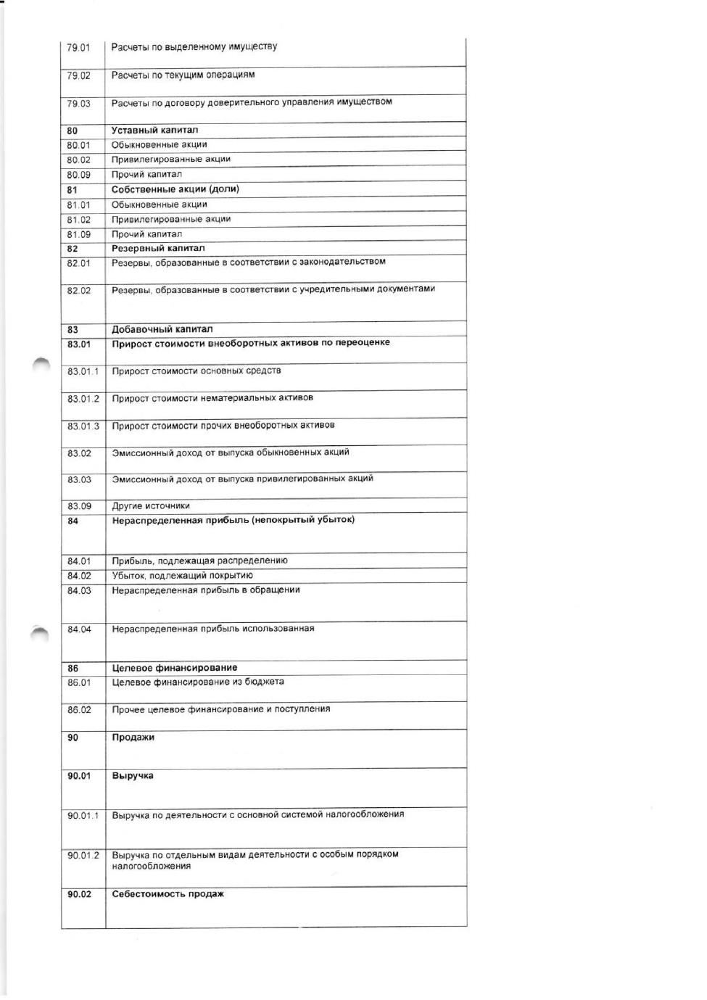 79.01 Расчеты по выделенному имуществу
79.02 Расчеты по текущим операциям
79.03 Расчеты по договору доверительного управления имуществом
80 Уставный капитал
80.01 Обыкновенные акции
80.02 Привилегированные акции
80.09 Прочий капитал
81 Собственные акции (доли)
81.01 Обыкновенные акции
81.02 Привилегированные акции
81.09 Прочий капитал
82 Резервный капитал
82.01 Резервы, образованные в соответствии с законодательством
82.02 Резервы, образованные в соответствии с учредительными документами
83 Добавочный капитал
83.01 Прирост стоимости внеоборотных активов по переоценке
83.01.1 Прирост стоимости основных средств
83.01.2 Прирост стоимости нематериальных активов
83.01.3 Прирост стоимости прочих внеоборотных активов
83.02 Эмиссионный доход от выпуска обыкновенных акций
83.03 Эмиссионный доход от выпуска привилегированных акций
83.09 Другие источники
84 Нераспределенная прибыль (непокрытый убыток)
84.01 Прибыль, подлежащая распределению
84.02 Убыток, подлежащий покрытию
84.03 Нераспределенная прибыль в обращении
84.04 Нераспределенная прибыль использованная
86 Целевое финансирование
86.01 Целевое финансирование из бюджета
86.02 Прочее целевое финансирование и поступления
90 Продажи
90.01 Выручка
90.01.1 Выручка по деятельности с основной системой налогообложения
90.01.2 Выручка по отдельным видам деятельности с особым порядком
налогообложения
90.02 Себестоимость продаж